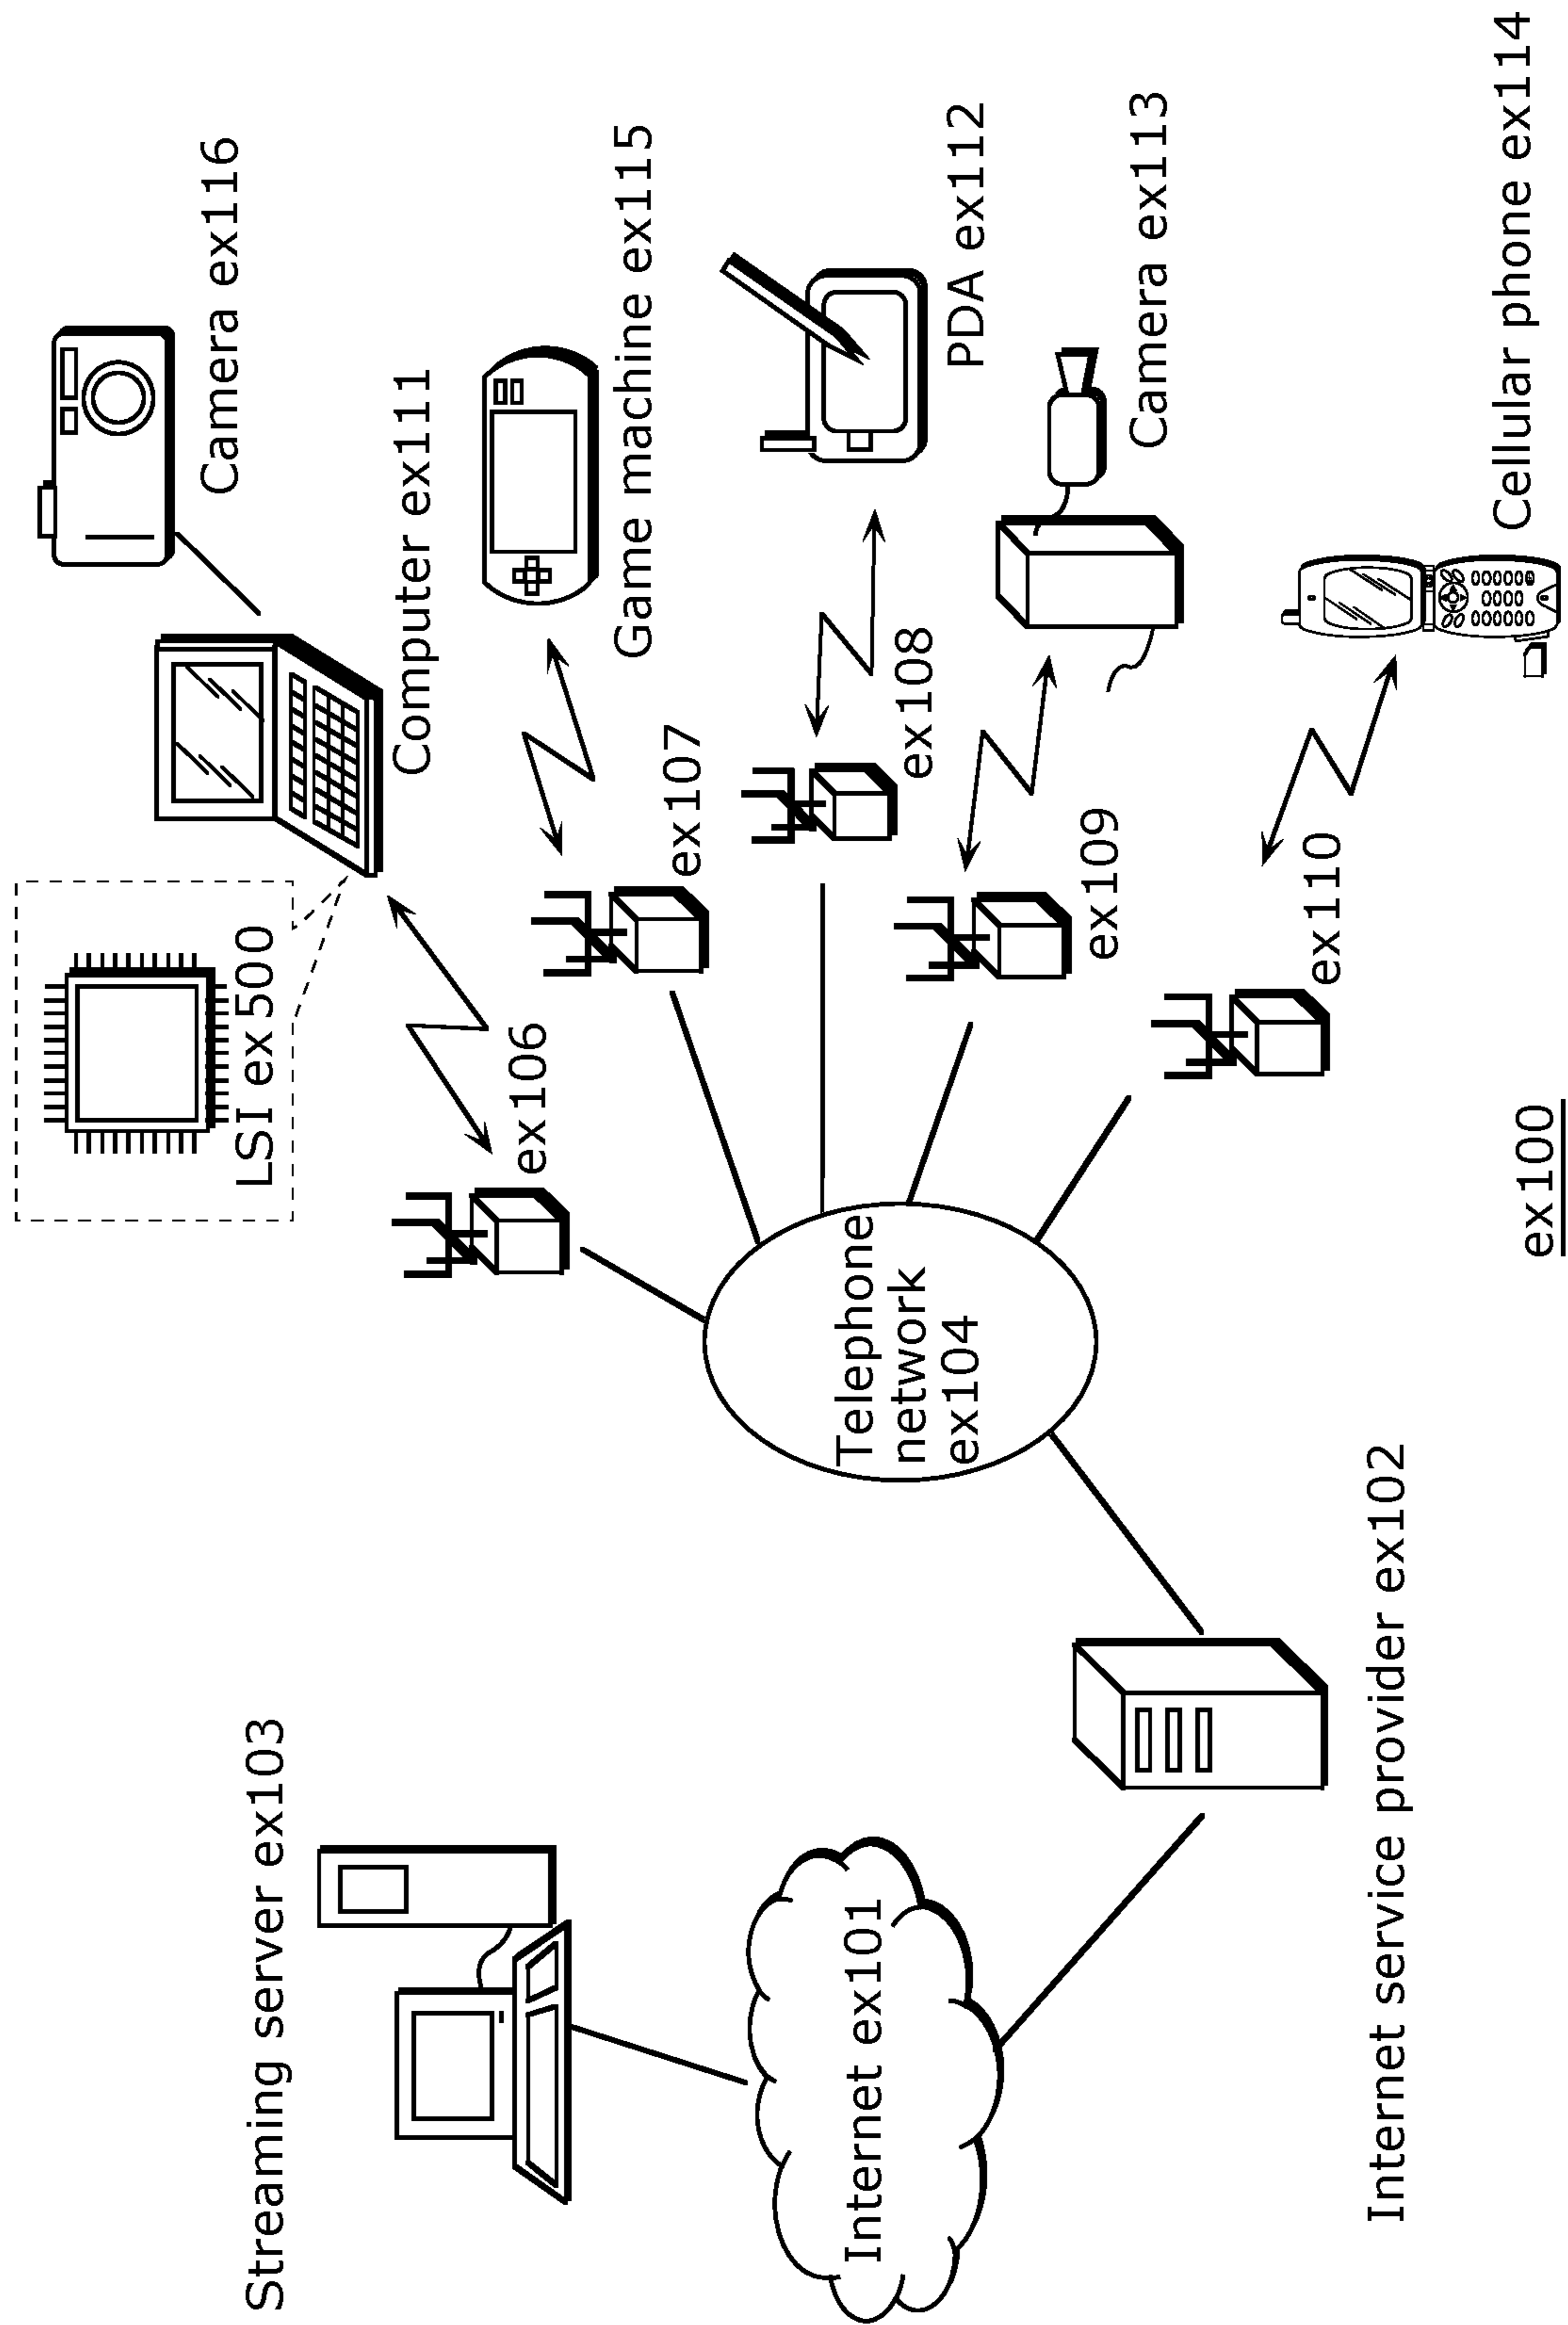 Streaming server ex103
Internet ex101
Internet service provider ex102
Telephone
network
ex104
LSI ex500
ex106
ex107
ex108
ex109
ex110
Camera ex116
Computer ex111
Game machine ex115
PDA ex112
Camera ex113
Cellular phone ex114
ex100